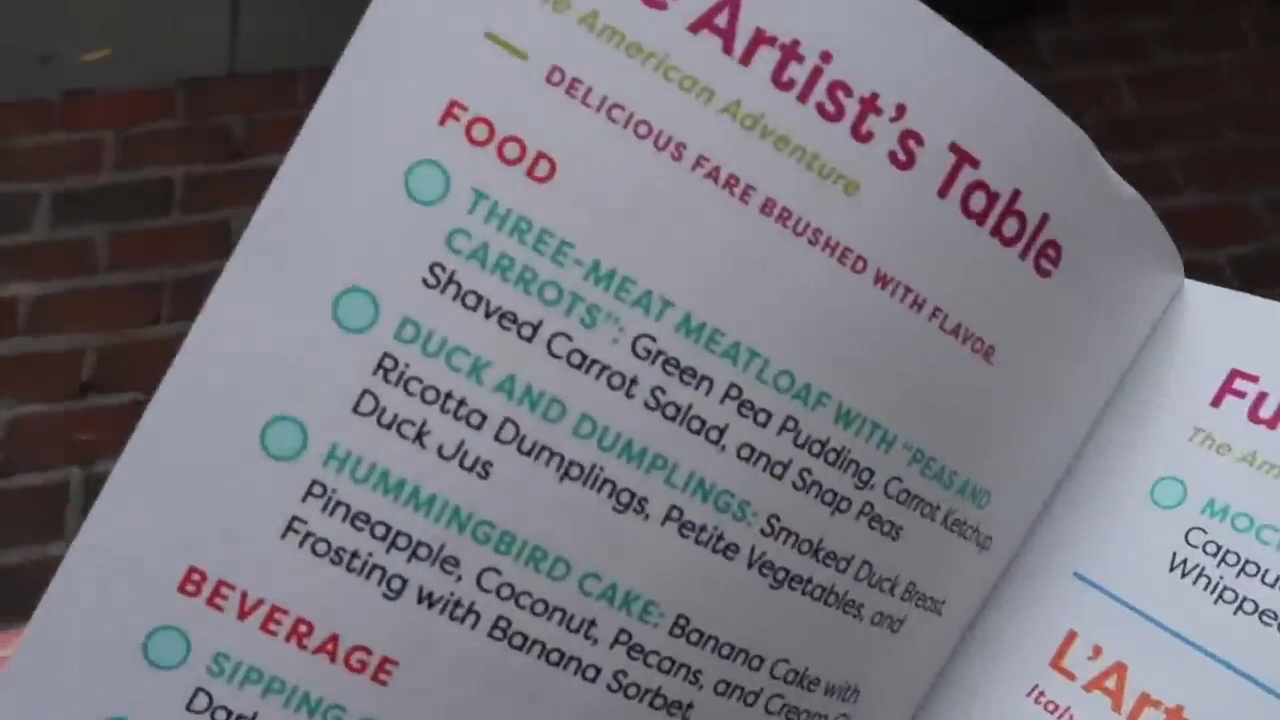 Artist's Table
American Adventure
DELICIOUS FARE BRUSHED WITH FLAVOR
FOOD
THREE-MEAT MEATLOAF WITH "PEAS AND
CARROTS": Green Pea Pudding, Carrot Ketchup,
Shaved Carrot Salad, and Snap Peas
DUCK AND DUMPLINGS: Smoked Duck Breast,
Ricotta Dumplings, Petite Vegetables, and
Duck Jus
HUMMINGBIRD CAKE: Banana Cake with
Pineapple, Coconut, Pecans, and Cream
Frosting with Banana Sorbet
BEVERAGE
SIPPING
Fu
The Am
MOC
Cappu
Whippe
L'Art
Ital